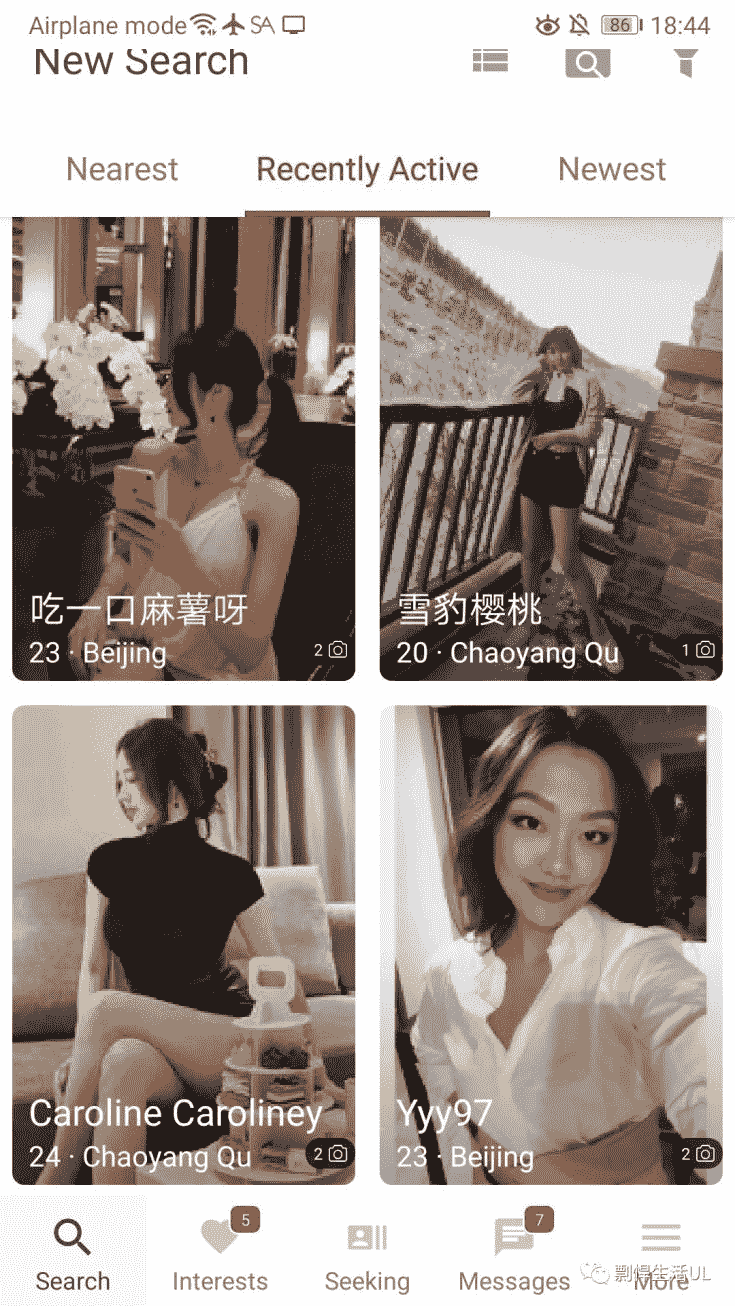 Airplane mode SA 86 18:44
New Search
Nearest Recently Active Newest
吃一口麻薯呀
23 · Beijing 2
雪豹樱桃
20 · Chaoyang Qu 1
Caroline Caroliney
24 · Chaoyang Qu 2
Yyy97
23 · Beijing 2
5 7
Search Interests Seeking Messages More
剽悍生活UL